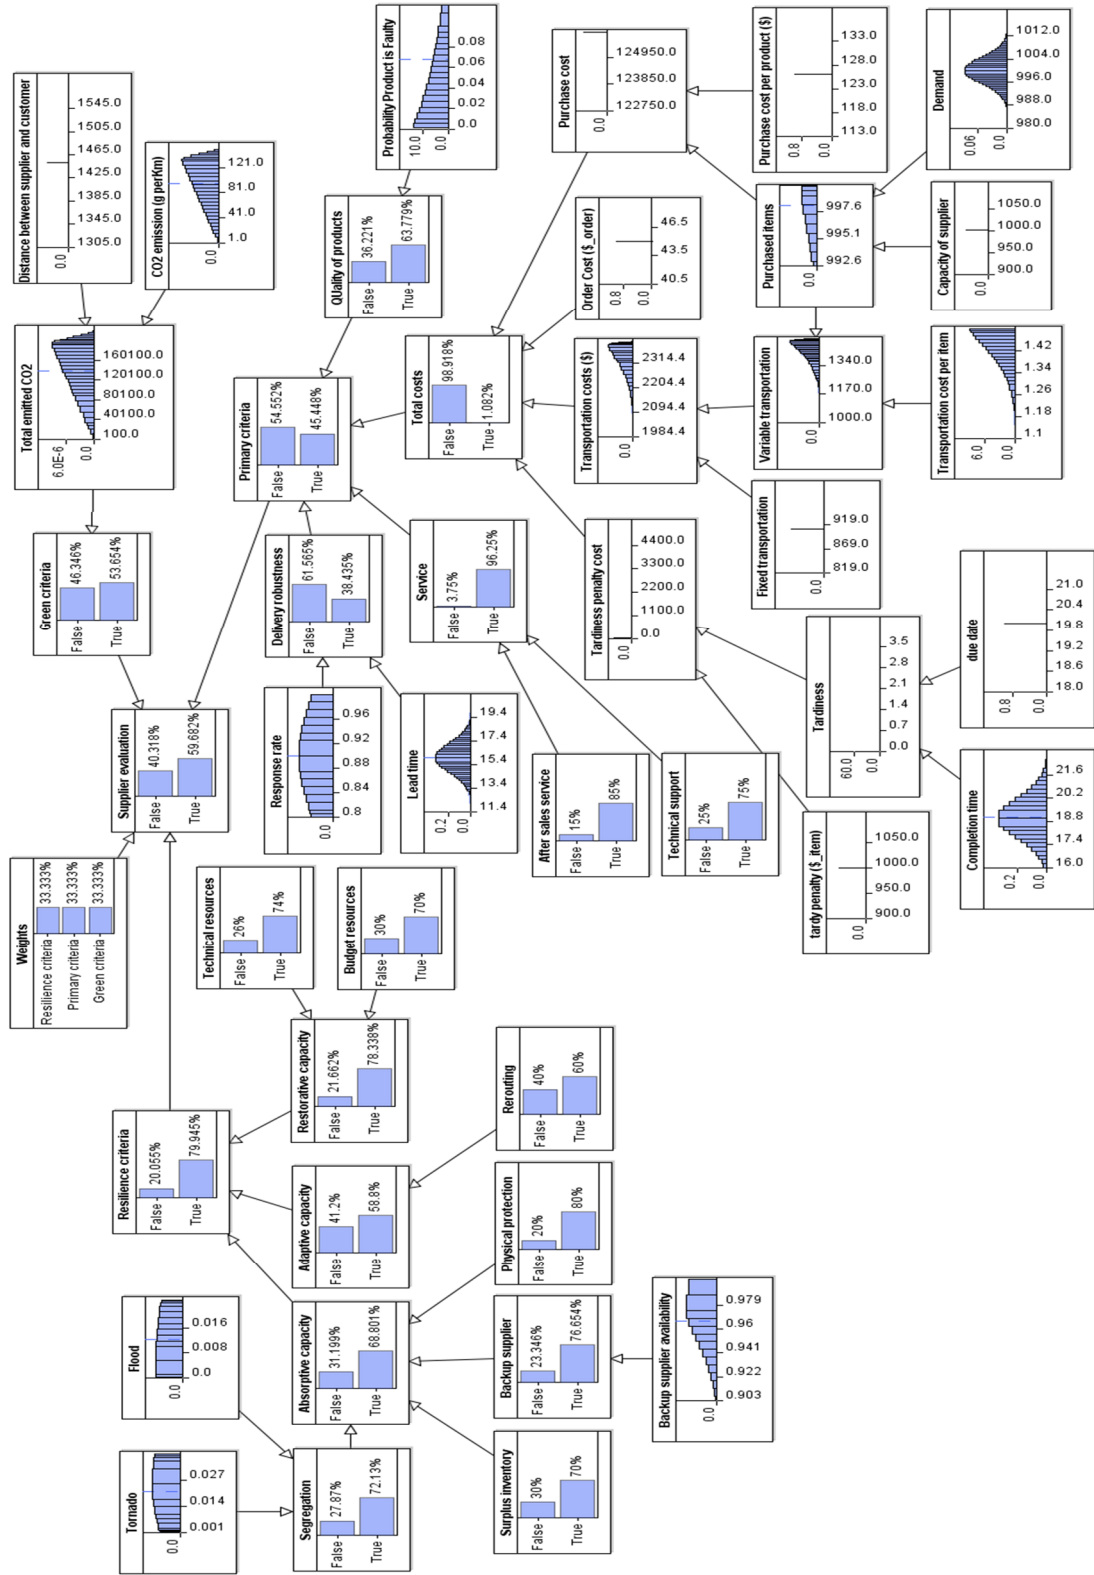 Weights
Resilience criteria 33.333%
Primary criteria 33.333%
Green criteria 33.333%
Distance between supplier and customer
0.0
1305.0 1345.0 1385.0 1425.0 1465.0 1505.0 1545.0
Total emitted CO2
6.0E-6
0.0
100.0 40100.0 80100.0 120100.0 160100.0
Green criteria
False 46.346%
True 53.654%
CO2 emission (g perKm)
0.0
1.0 41.0 81.0 121.0
Tornado
0.0
0.001 0.014 0.027
Flood
0.0
0.0 0.008 0.016
Resilience criteria
False 20.055%
True 79.945%
Supplier evaluation
False 40.318%
True 59.682%
Technical resources
False 26%
True 74%
Primary criteria
False 54.552%
True 45.448%
Response rate
0.0
0.8 0.84 0.88 0.92 0.96
Delivery robustness
False 61.565%
True 38.435%
Segregation
False 27.87%
True 72.13%
Absorptive capacity
False 31.199%
True 68.801%
Adaptive capacity
False 41.2%
True 58.8%
Restorative capacity
False 21.662%
True 78.338%
Budget resources
False 30%
True 70%
QUality of products
False 36.221%
True 63.779%
Probability Product is Faulty
10.0
0.0
0.0 0.02 0.04 0.06 0.08
Lead time
0.2
0.0
11.4 13.4 15.4 17.4 19.4
Service
False 3.75%
True 96.25%
Total costs
False 98.918%
True 1.082%
Surplus inventory
False 30%
True 70%
Backup supplier
False 23.346%
True 76.654%
Physical protection
False 20%
True 80%
Rerouting
False 40%
True 60%
After sales service
False 15%
True 85%
Tardiness penalty cost
0.0
0.0 1100.0 2200.0 3300.0 4400.0
Transportation costs ($)
0.0
1984.4 2094.4 2204.4 2314.4
Order Cost ($_order)
0.8
0.0
40.5 43.5 46.5
Purchase cost
0.0
122750.0 123850.0 124950.0
Backup supplier availability
0.0
0.903 0.922 0.941 0.96 0.979
Technical support
False 25%
True 75%
Fixed transportation
0.0
819.0 869.0 919.0
Variable transportation
0.0
1000.0 1170.0 1340.0
Purchased items
0.0
992.6 995.1 997.6
Purchase cost per product ($)
0.8
0.0
113.0 118.0 123.0 128.0 133.0
tardy penalty ($_item)
0.0
900.0 950.0 1000.0 1050.0
Tardiness
60.0
0.0
0.0 0.7 1.4 2.1 2.8 3.5
Transportation cost per item
6.0
0.0
1.1 1.18 1.26 1.34 1.42
Capacity of supplier
0.0
900.0 950.0 1000.0 1050.0
Demand
0.06
0.0
980.0 988.0 996.0 1004.0 1012.0
Completion time
0.2
0.0
16.0 17.4 18.8 20.2 21.6
due date
0.8
0.0
18.0 18.6 19.2 19.8 20.4 21.0